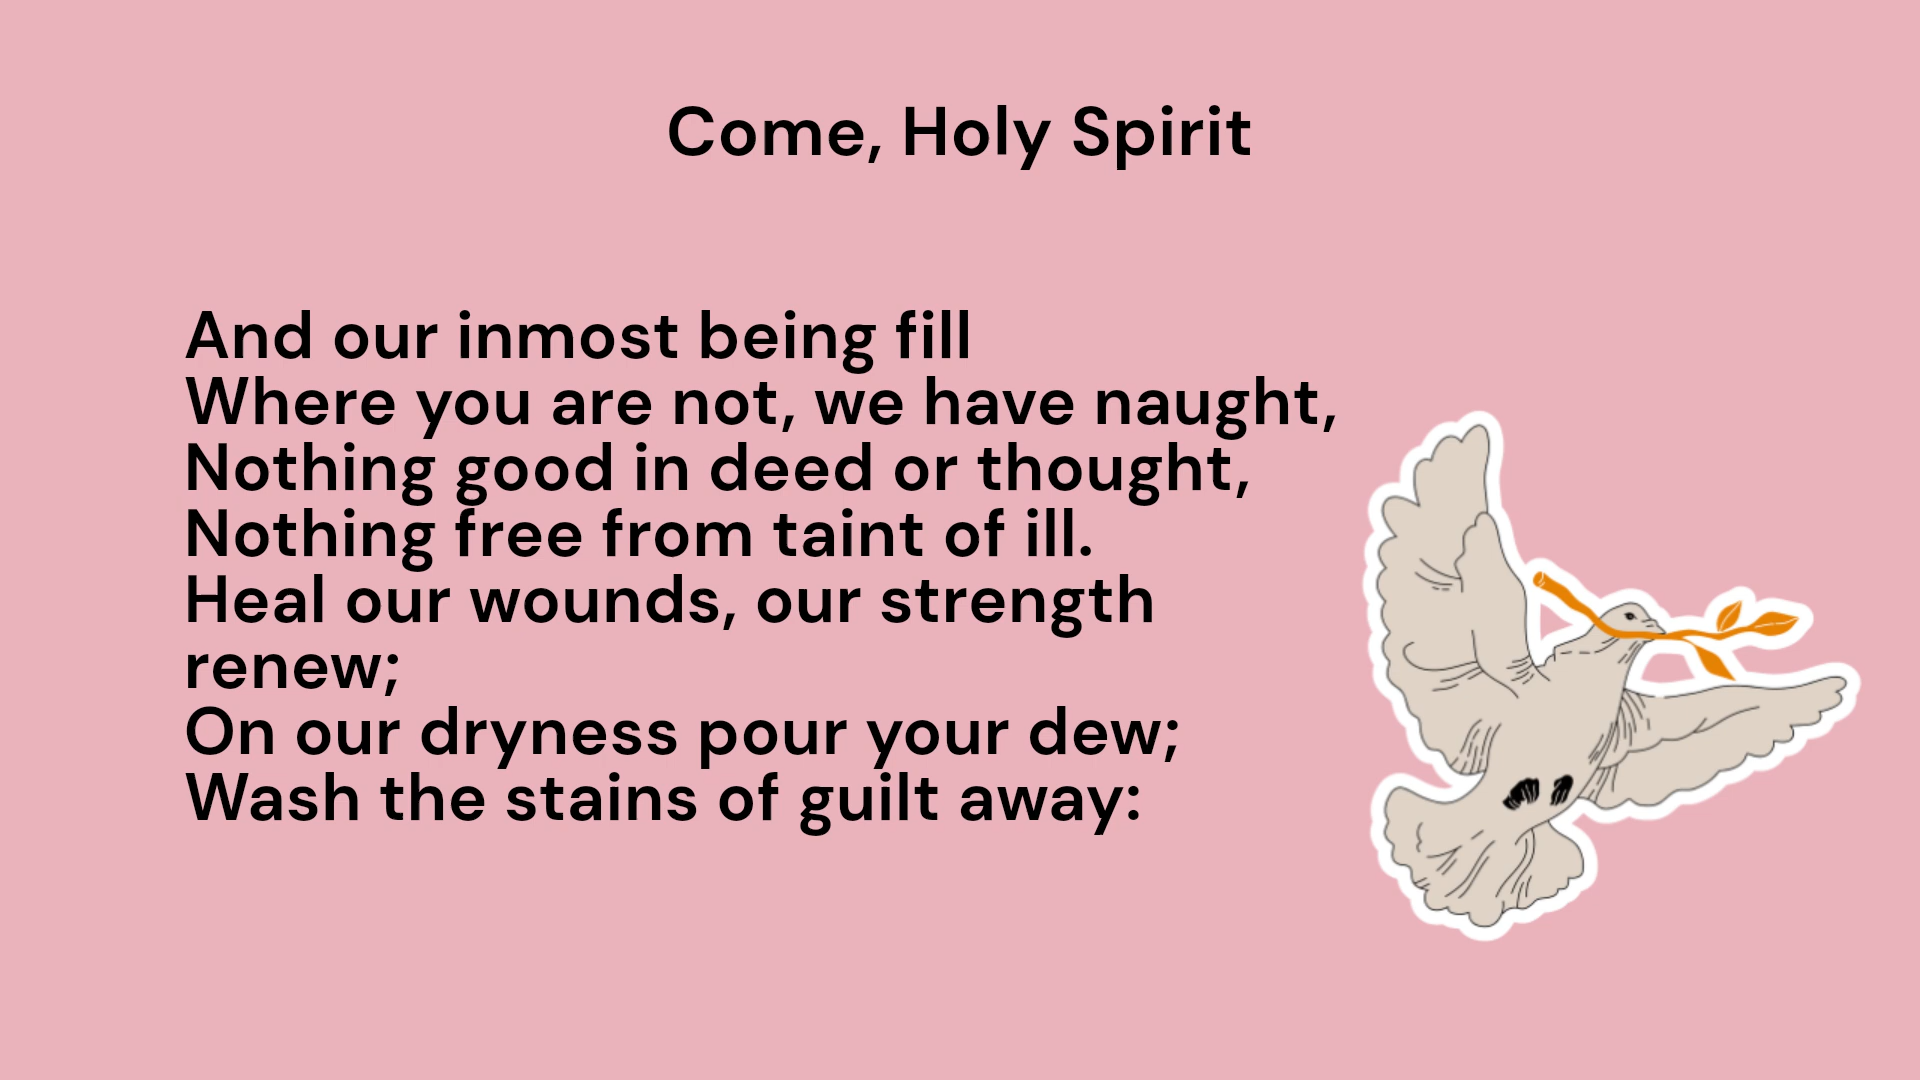 Come, Holy Spirit
And our inmost being fill
Where you are not, we have naught,
Nothing good in deed or thought,
Nothing free from taint of ill.
Heal our wounds, our strength
renew;
On our dryness pour your dew;
Wash the stains of guilt away: